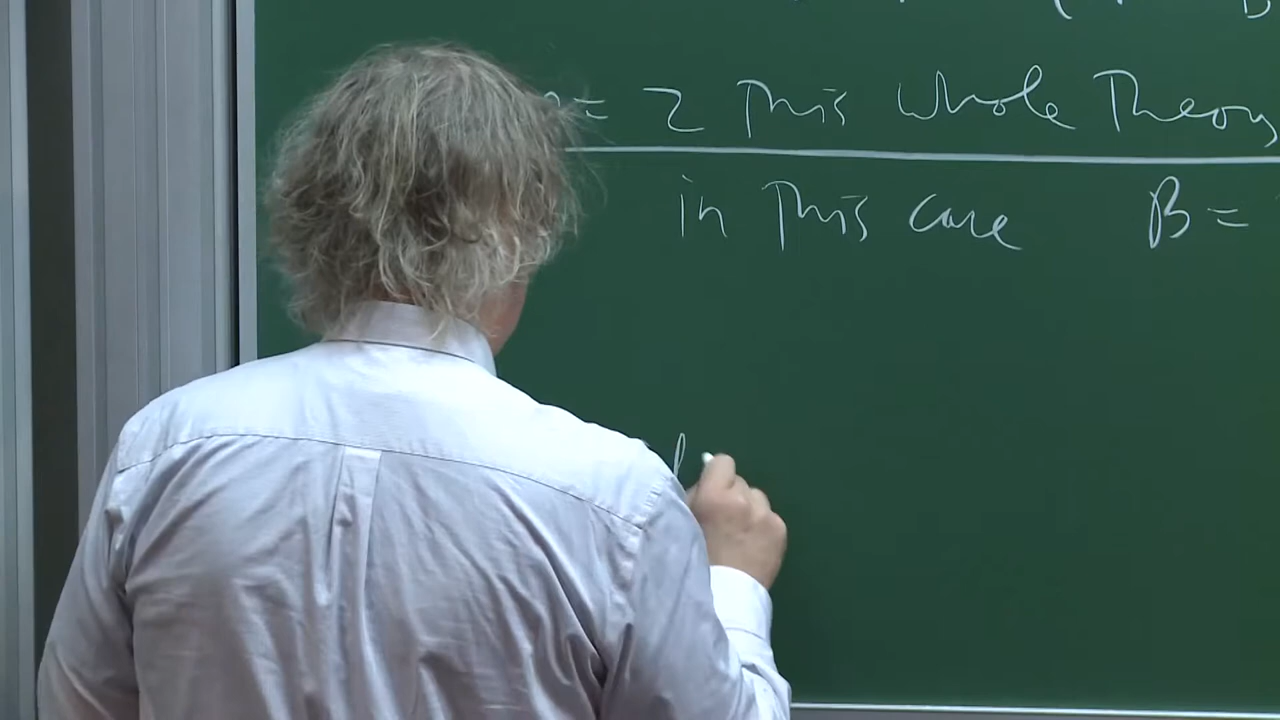 = 2 This whole Theory
in This case B =